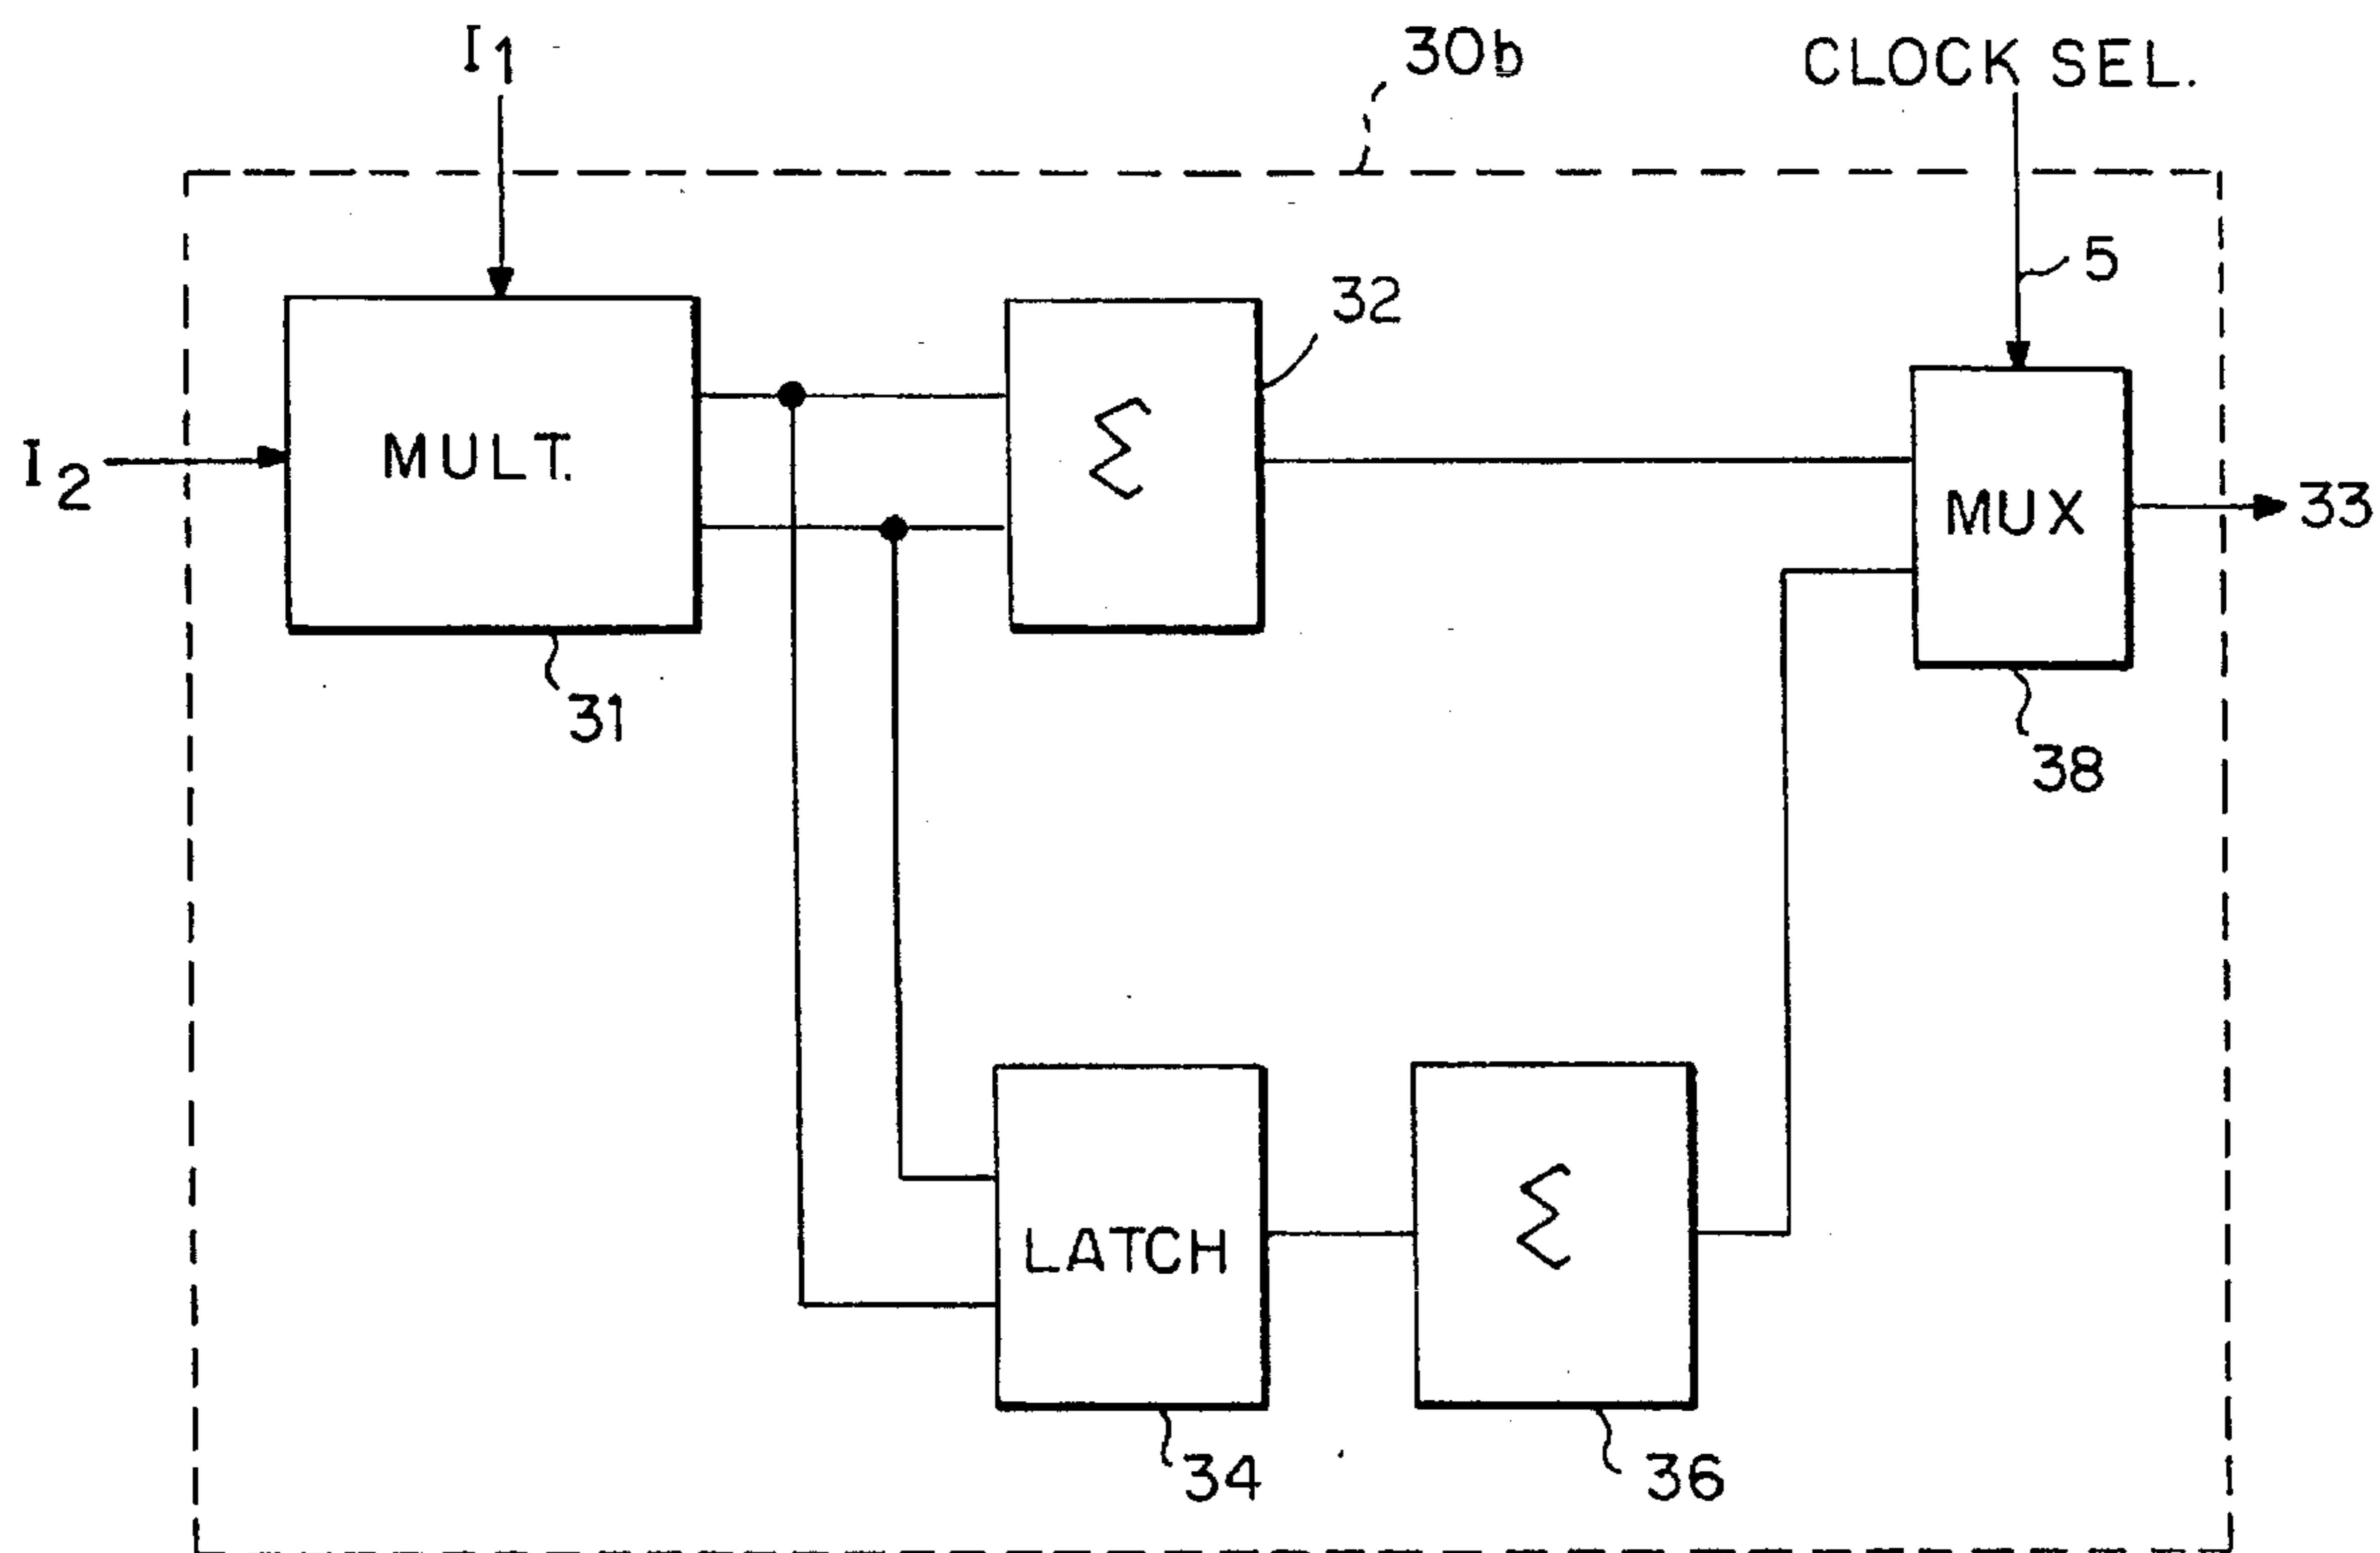 I1
30b
CLOCK SEL.
5
32
I2
MULT.
Σ
MUX
33
31
38
LATCH
Σ
34
36